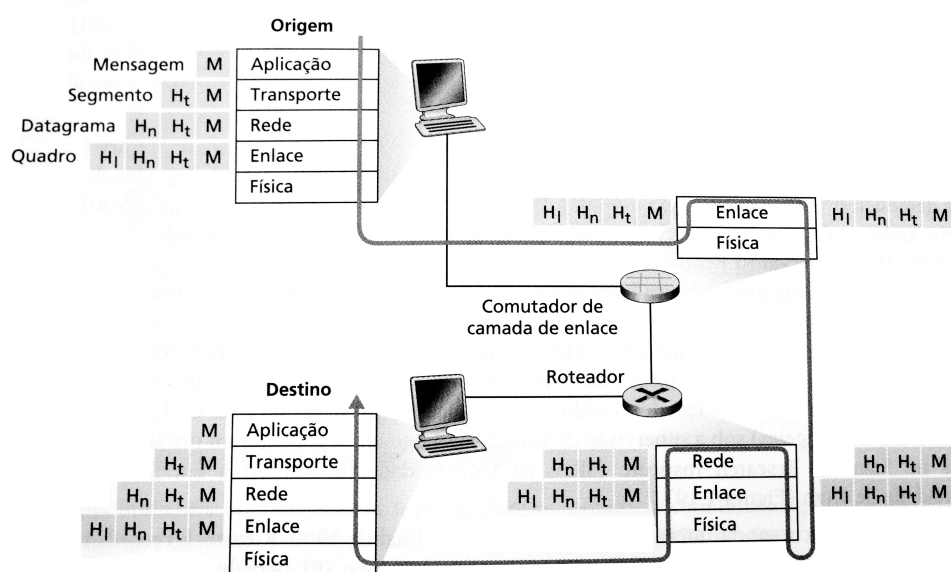 Origem
Mensagem M Aplicação
Segmento Ht M Transporte
Datagrama Hn Ht M Rede
Quadro Hl Hn Ht M Enlace
Física
Hl Hn Ht M Enlace Hl Hn Ht M
Física
Comutador de
camada de enlace
Roteador
Destino
M Aplicação
Ht M Transporte
Hn Ht M Rede
Hl Hn Ht M Enlace
Física
Hn Ht M Rede Hn Ht M
Hl Hn Ht M Enlace Hl Hn Ht M
Física